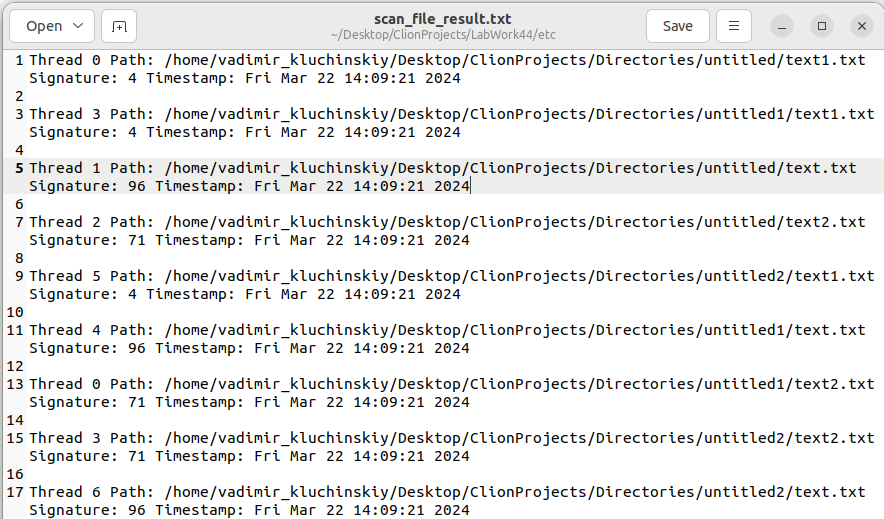 Open
scan_file_result.txt
~/Desktop/ClionProjects/LabWork44/etc
Save
1 Thread 0 Path: /home/vadimir_kluchinskiy/Desktop/ClionProjects/Directories/untitled/text1.txt
Signature: 4 Timestamp: Fri Mar 22 14:09:21 2024
2
3 Thread 3 Path: /home/vadimir_kluchinskiy/Desktop/ClionProjects/Directories/untitled1/text1.txt
Signature: 4 Timestamp: Fri Mar 22 14:09:21 2024
4
5 Thread 1 Path: /home/vadimir_kluchinskiy/Desktop/ClionProjects/Directories/untitled/text.txt
Signature: 96 Timestamp: Fri Mar 22 14:09:21 2024
6
7 Thread 2 Path: /home/vadimir_kluchinskiy/Desktop/ClionProjects/Directories/untitled/text2.txt
Signature: 71 Timestamp: Fri Mar 22 14:09:21 2024
8
9 Thread 5 Path: /home/vadimir_kluchinskiy/Desktop/ClionProjects/Directories/untitled2/text1.txt
Signature: 4 Timestamp: Fri Mar 22 14:09:21 2024
10
11 Thread 4 Path: /home/vadimir_kluchinskiy/Desktop/ClionProjects/Directories/untitled1/text.txt
Signature: 96 Timestamp: Fri Mar 22 14:09:21 2024
12
13 Thread 0 Path: /home/vadimir_kluchinskiy/Desktop/ClionProjects/Directories/untitled1/text2.txt
Signature: 71 Timestamp: Fri Mar 22 14:09:21 2024
14
15 Thread 3 Path: /home/vadimir_kluchinskiy/Desktop/ClionProjects/Directories/untitled2/text2.txt
Signature: 71 Timestamp: Fri Mar 22 14:09:21 2024
16
17 Thread 6 Path: /home/vadimir_kluchinskiy/Desktop/ClionProjects/Directories/untitled2/text.txt
Signature: 96 Timestamp: Fri Mar 22 14:09:21 2024